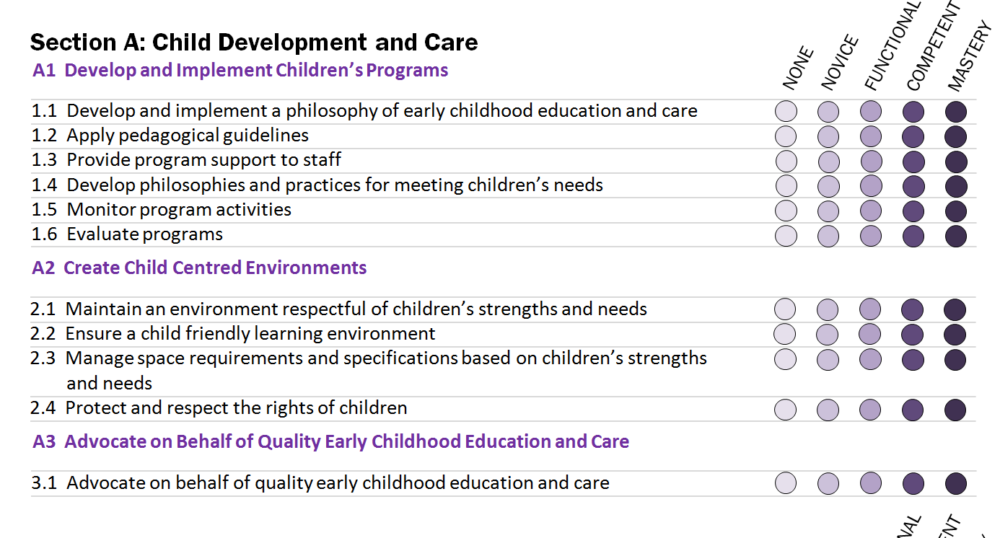 Section A: Child Development and Care
A1 Develop and Implement Children's Programs
NONE
NOVICE
FUNCTIONAL
COMPETENT
MASTERY
1.1 Develop and implement a philosophy of early childhood education and care
1.2 Apply pedagogical guidelines
1.3 Provide program support to staff
1.4 Develop philosophies and practices for meeting children's needs
1.5 Monitor program activities
1.6 Evaluate programs
A2 Create Child Centred Environments
2.1 Maintain an environment respectful of children's strengths and needs
2.2 Ensure a child friendly learning environment
2.3 Manage space requirements and specifications based on children's strengths
and needs
2.4 Protect and respect the rights of children
A3 Advocate on Behalf of Quality Early Childhood Education and Care
3.1 Advocate on behalf of quality early childhood education and care